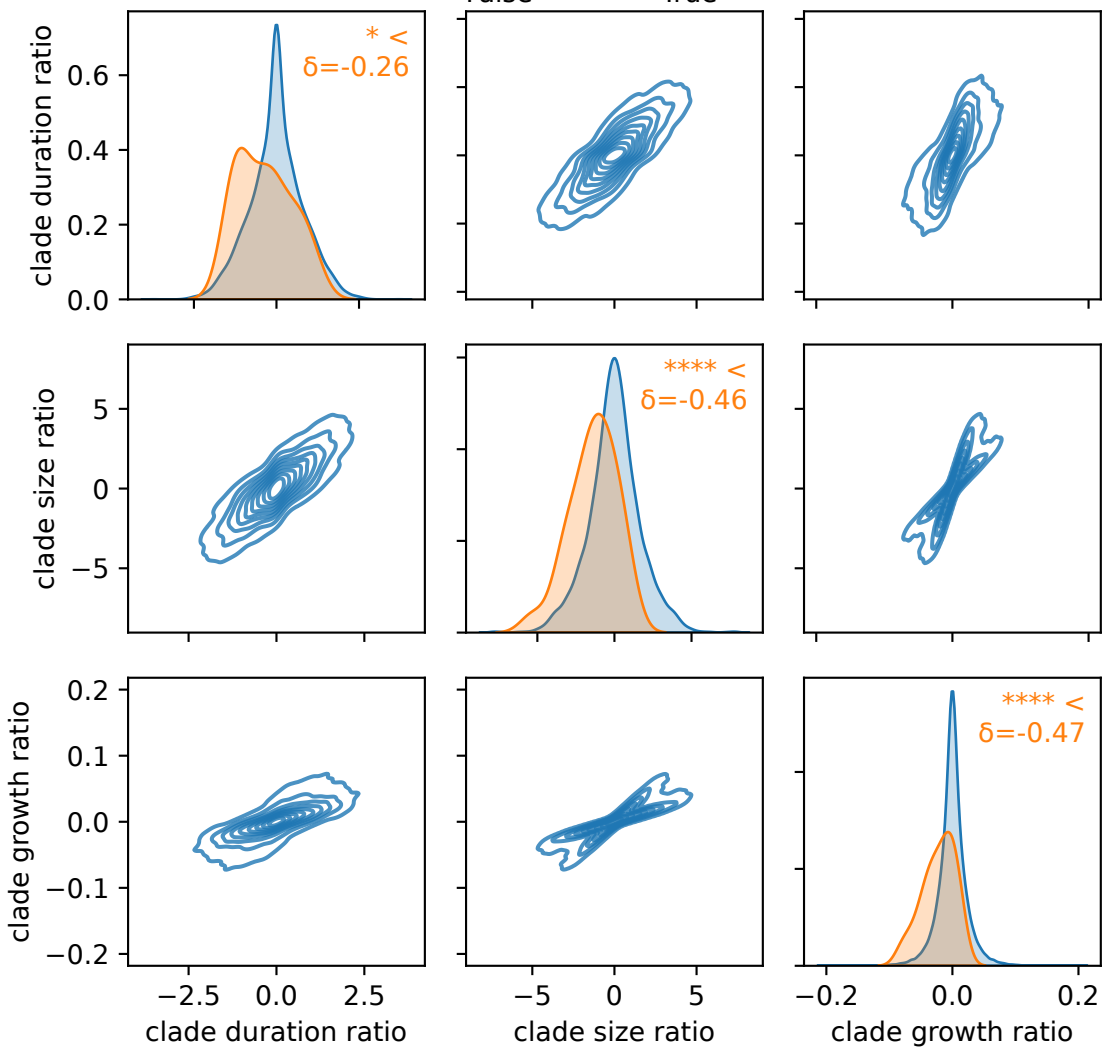 True
clade duration ratio
0.6
0.4
0.2
0.0
* <
δ=-0.26
clade size ratio
5
0
−5
**** <
δ=-0.46
clade growth ratio
0.2
0.1
0.0
−0.1
−0.2
**** <
δ=-0.47
−2.5 0.0 2.5
−5 0 5
−0.2 0.0 0.2
clade duration ratio
clade size ratio
clade growth ratio